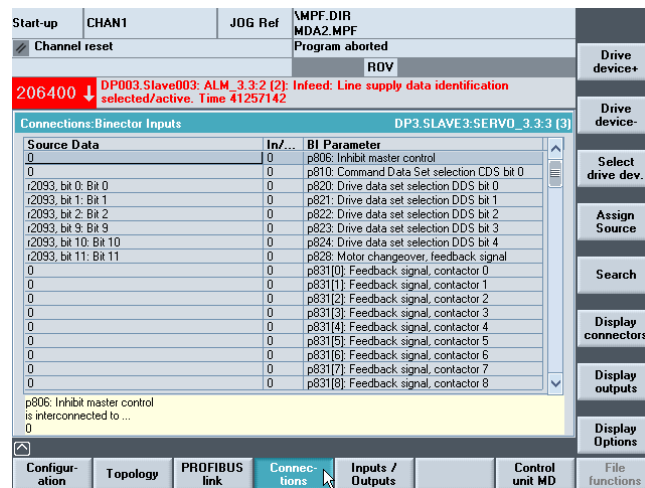 Start-up CHAN1 JOG Ref \MPF.DIR
MDA2.MPF
Channel reset Program aborted
ROV
206400 DP003.Slave003: ALM_3.3:2 (2): Infeed: Line supply data identification
selected/active. Time 41257142
Connections:Binector Inputs DP3.SLAVE3:SERVO_3.3:3 (3)
Source Data In/... BI Parameter
0 0 p806: Inhibit master control
0 0 p810: Command Data Set selection CDS bit 0
r2093, bit 0: Bit 0 0 p820: Drive data set selection DDS bit 0
r2093, bit 1: Bit 1 0 p821: Drive data set selection DDS bit 1
r2093, bit 2: Bit 2 0 p822: Drive data set selection DDS bit 2
r2093, bit 9: Bit 9 0 p823: Drive data set selection DDS bit 3
r2093, bit 10: Bit 10 0 p824: Drive data set selection DDS bit 4
r2093, bit 11: Bit 11 0 p828: Motor changeover, feedback signal
0 0 p831[0]: Feedback signal, contactor 0
0 0 p831[1]: Feedback signal, contactor 1
0 0 p831[2]: Feedback signal, contactor 2
0 0 p831[3]: Feedback signal, contactor 3
0 0 p831[4]: Feedback signal, contactor 4
0 0 p831[5]: Feedback signal, contactor 5
0 0 p831[6]: Feedback signal, contactor 6
0 0 p831[7]: Feedback signal, contactor 7
0 0 p831[8]: Feedback signal, contactor 8
p806: Inhibit master control
is interconnected to ...
0
Drive
device+
Drive
device-
Select
drive dev.
Assign
Source
Search
Display
connectors
Display
outputs
Display
Options
Configur-
ation
Topology
PROFIBUS
link
Connec-
tions
Inputs /
Outputs
Control
unit MD
File
functions